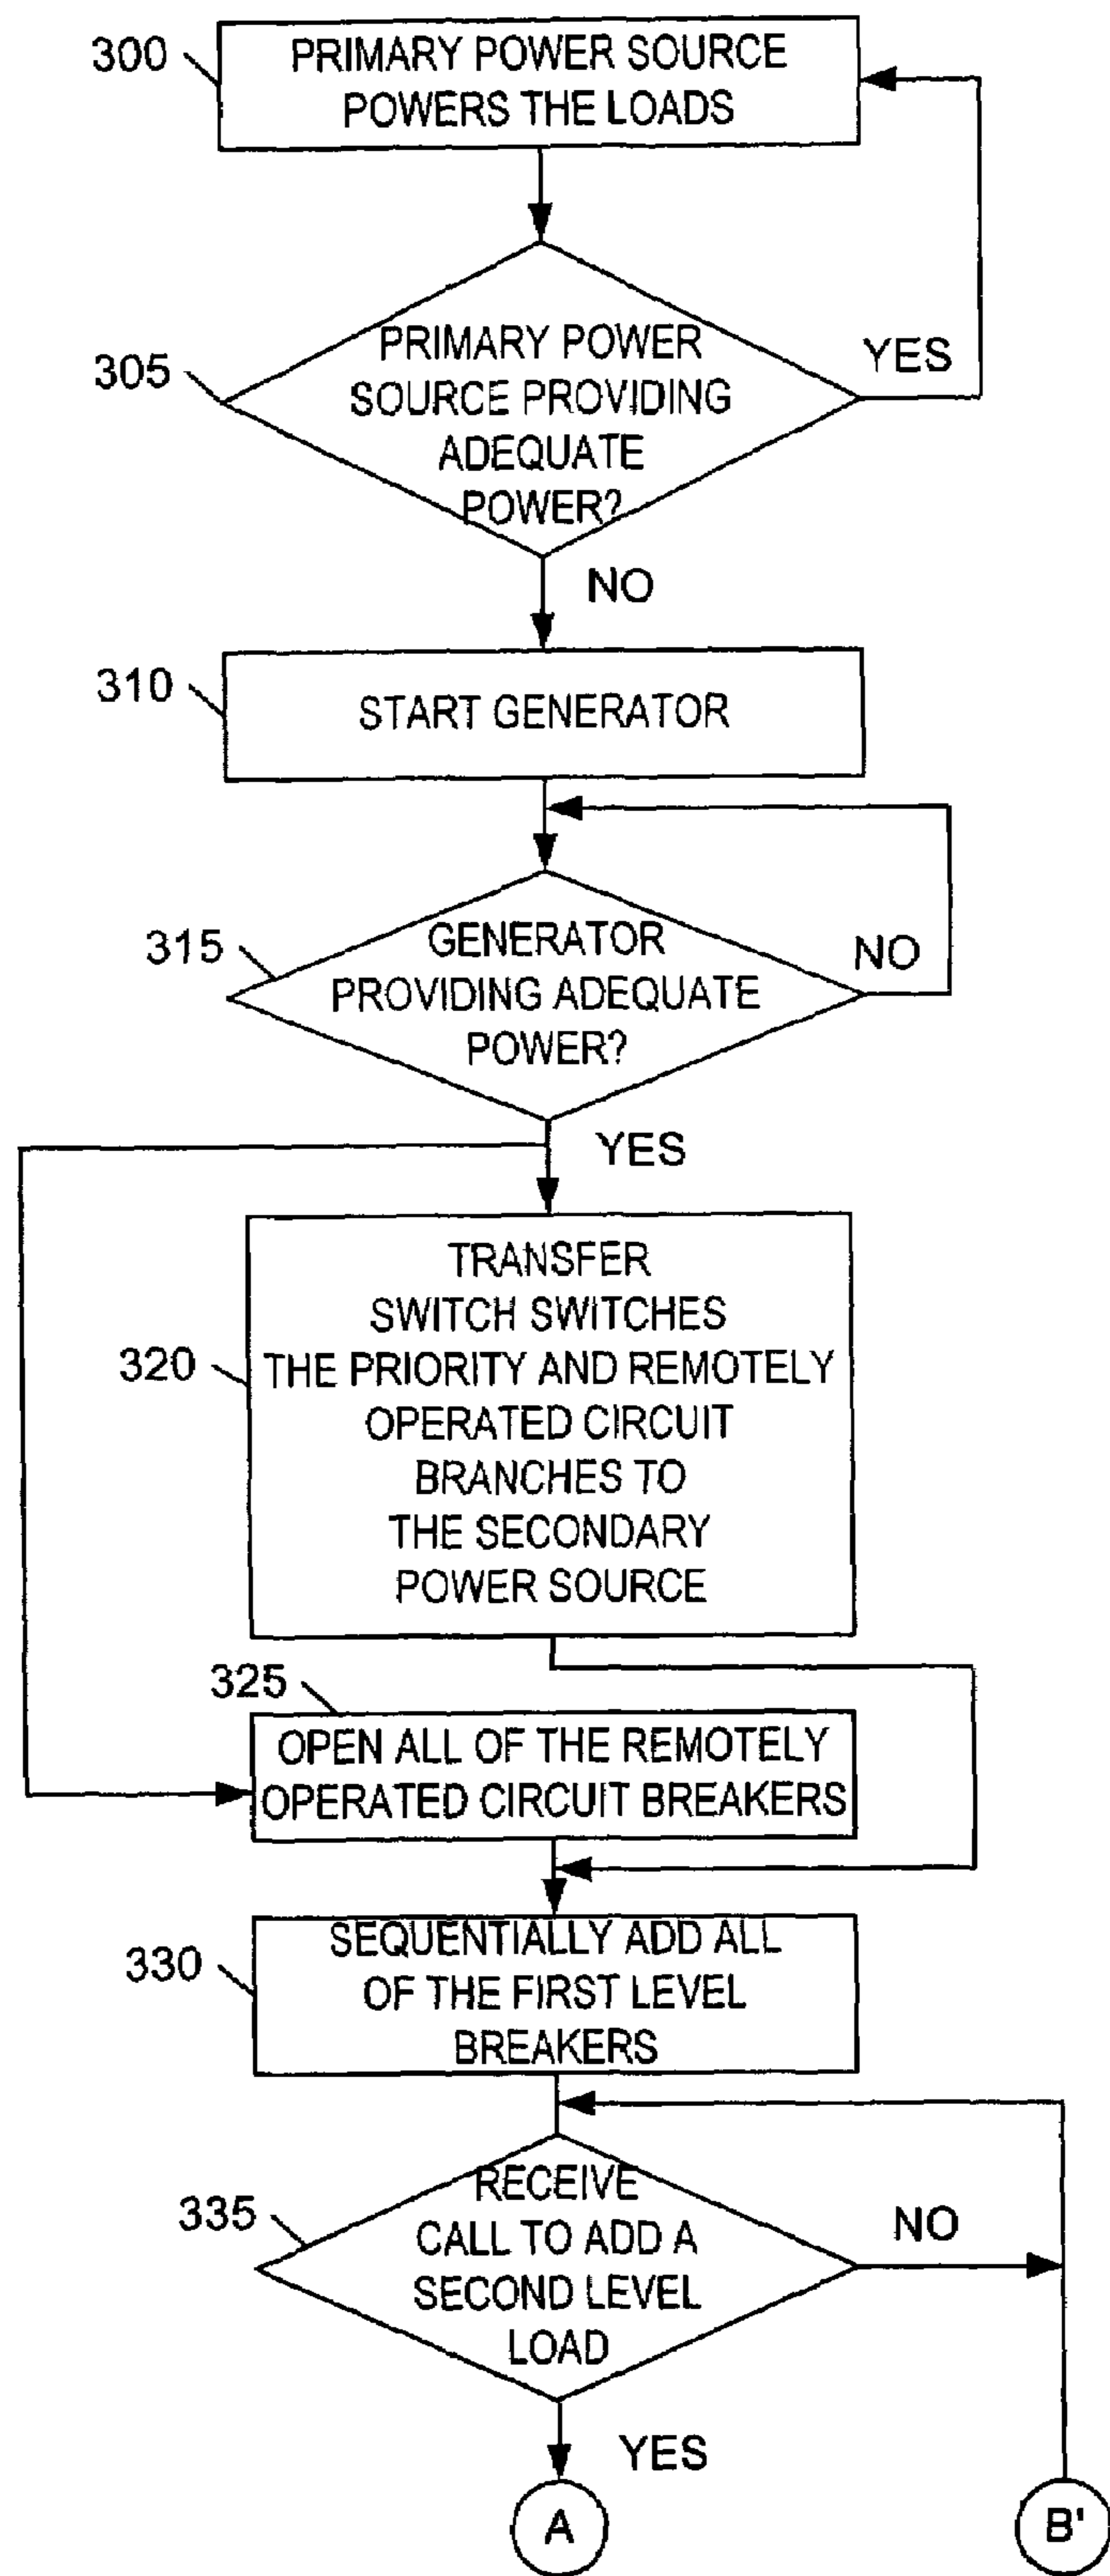 300
PRIMARY POWER SOURCE
POWERS THE LOADS
305
PRIMARY POWER
SOURCE PROVIDING
ADEQUATE
POWER?
YES
NO
310
START GENERATOR
315
GENERATOR
PROVIDING ADEQUATE
POWER?
NO
YES
320
TRANSFER
SWITCH SWITCHES
THE PRIORITY AND REMOTELY
OPERATED CIRCUIT
BRANCHES TO
THE SECONDARY
POWER SOURCE
325
OPEN ALL OF THE REMOTELY
OPERATED CIRCUIT BREAKERS
330
SEQUENTIALLY ADD ALL
OF THE FIRST LEVEL
BREAKERS
335
RECEIVE
CALL TO ADD A
SECOND LEVEL
LOAD
NO
YES
A
B'